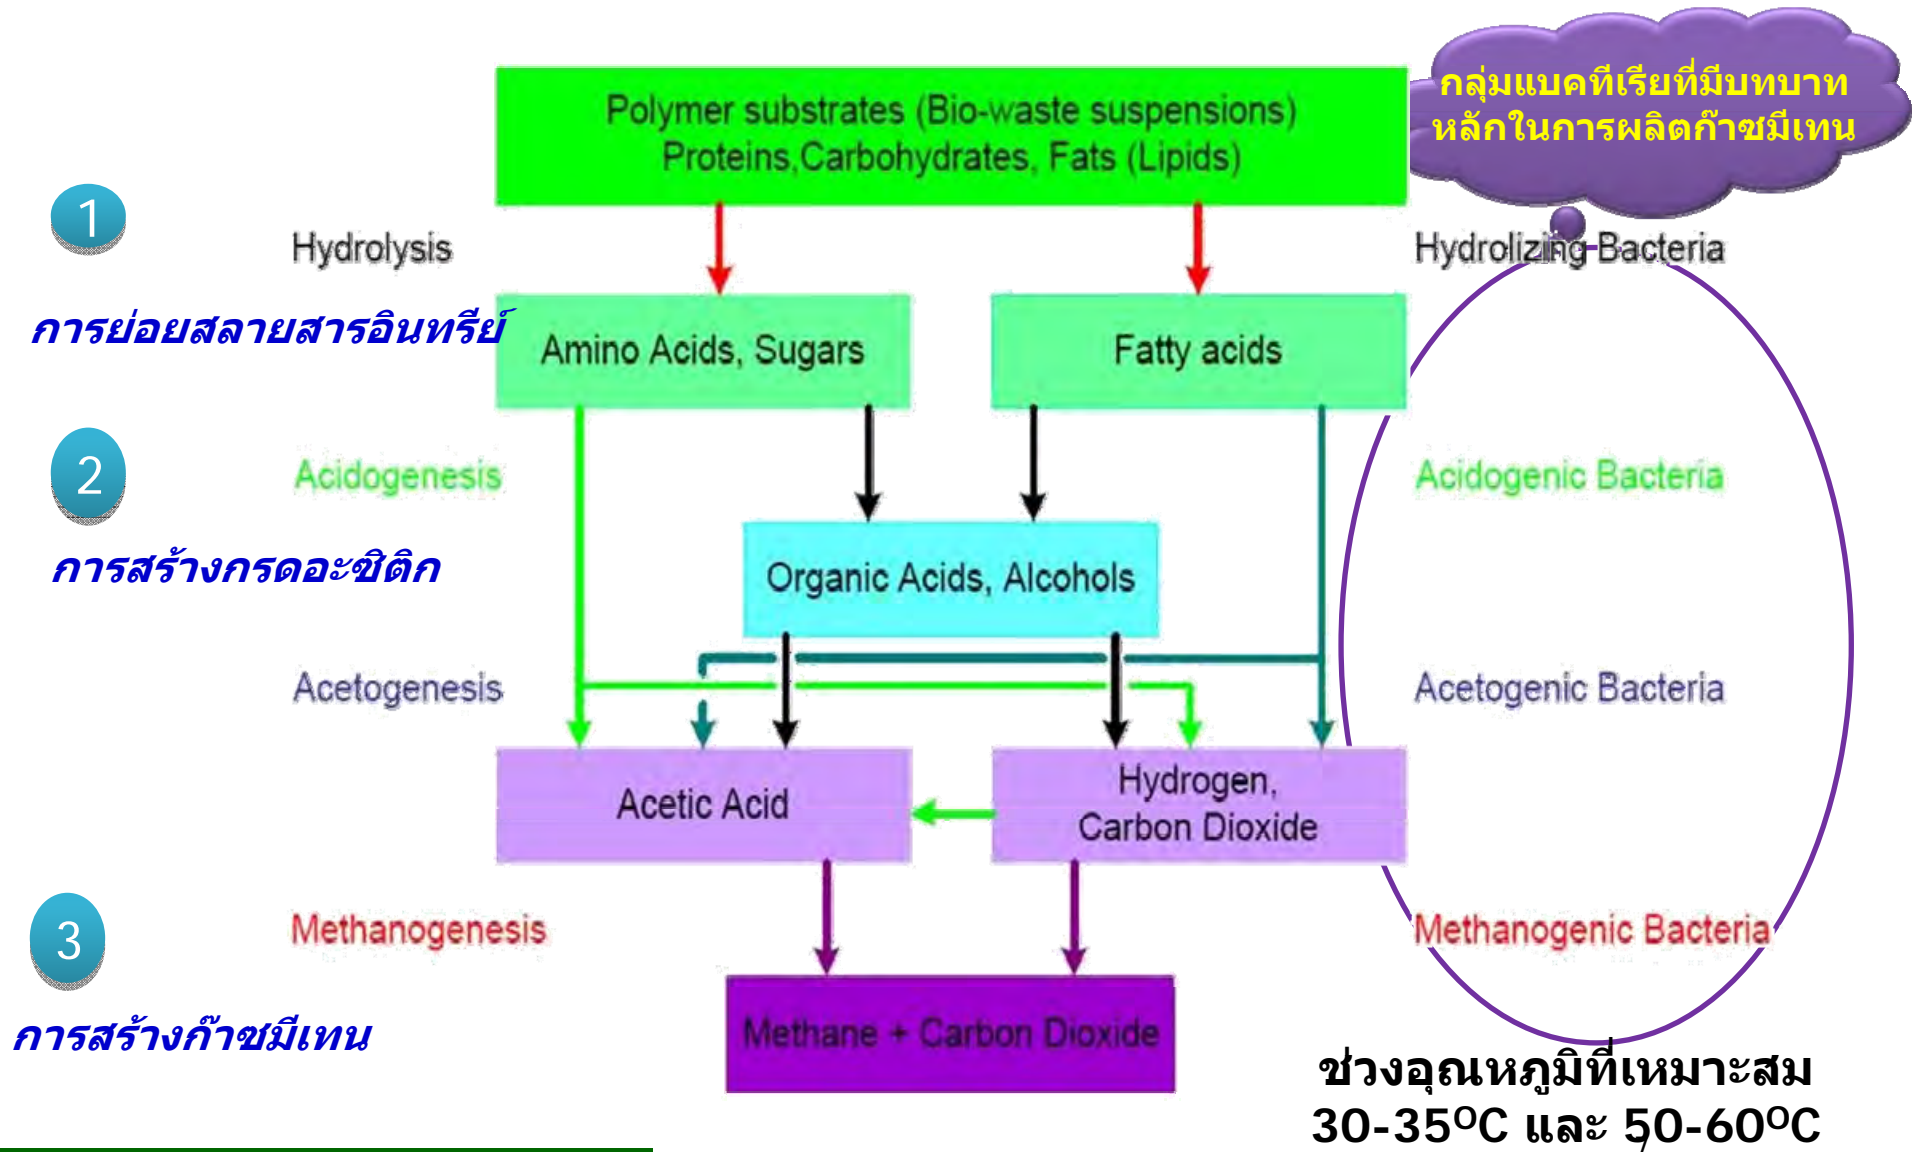 กลุ่มแบคทีเรียที่มีบทบาท
หลักในการผลิตก๊าซมีเทน
Polymer substrates (Bio-waste suspensions)
Proteins,Carbohydrates, Fats (Lipids)
1
Hydrolysis
Hydrolizing Bacteria
การย่อยสลายสารอินทรีย์
Amino Acids, Sugars
Fatty acids
2
Acidogenesis
Acidogenic Bacteria
การสร้างกรดอะซิติก
Organic Acids, Alcohols
Acetogenesis
Acetogenic Bacteria
Acetic Acid
Hydrogen,
Carbon Dioxide
3
Methanogenesis
Methanogenic Bacteria
การสร้างก๊าซมีเทน
Methane + Carbon Dioxide
ช่วงอุณหภูมิที่เหมาะสม
30-35ºC และ 50-60ºC
7